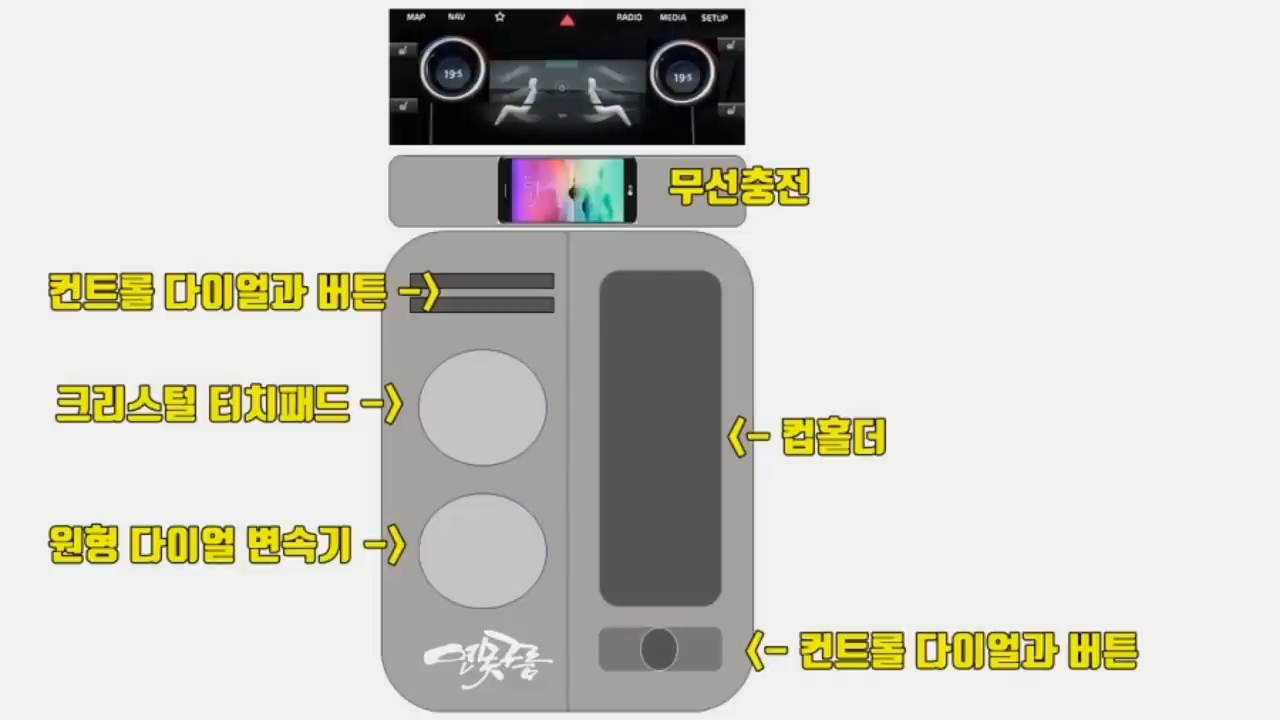 MAP NAV RADIO MEDIA SETUP
19.5 19.5
무선충전
컨트롤 다이얼과 버튼 ->
크리스털 터치패드 ->
<- 컵홀더
원형 다이얼 변속기 ->
<- 컨트롤 다이얼과 버튼